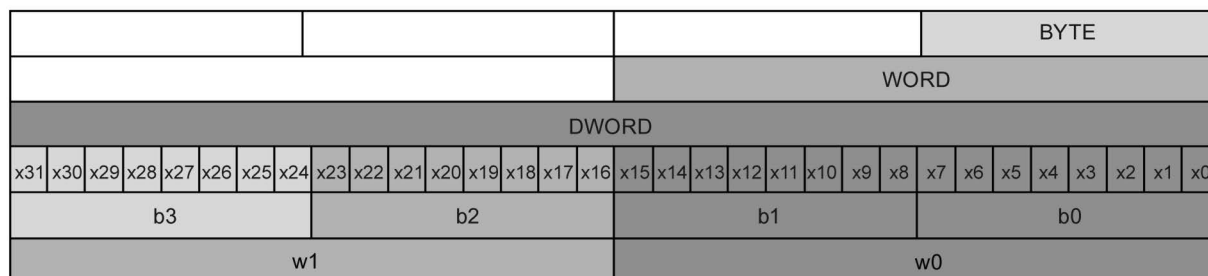 BYTE
WORD
DWORD
x31 x30 x29 x28 x27 x26 x25 x24 x23 x22 x21 x20 x19 x18 x17 x16 x15 x14 x13 x12 x11 x10 x9 x8 x7 x6 x5 x4 x3 x2 x1 x0
b3 b2 b1 b0
w1 w0